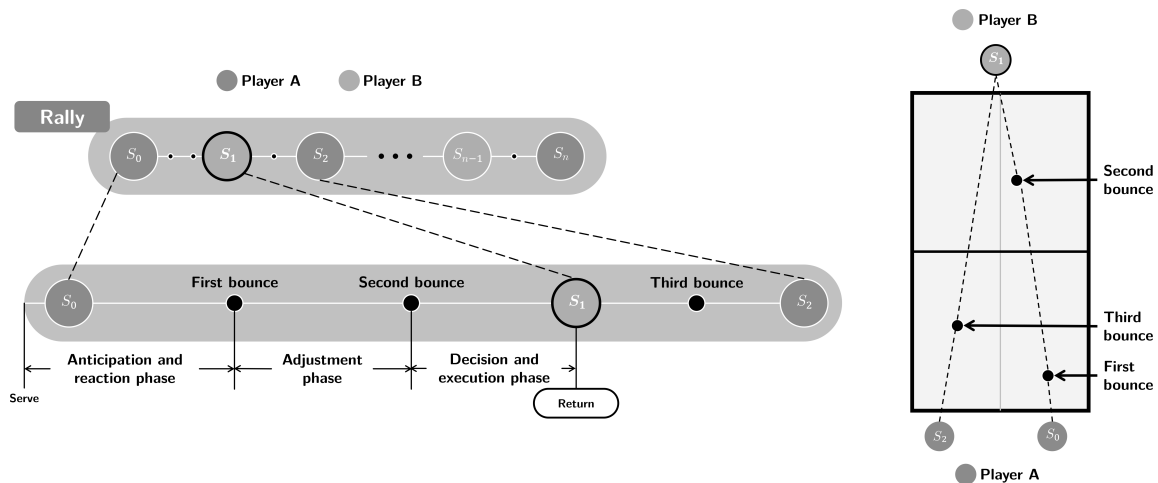 Player A
Player B
Rally
S₀
S₁
S₂
Sₙ₋₁
Sₙ
First bounce
Second bounce
Third bounce
S₀
S₁
S₂
Anticipation and
reaction phase
Adjustment
phase
Decision and
execution phase
Serve
Return
Player B
S₁
Second
bounce
Third
bounce
First
bounce
S₂
S₀
Player A